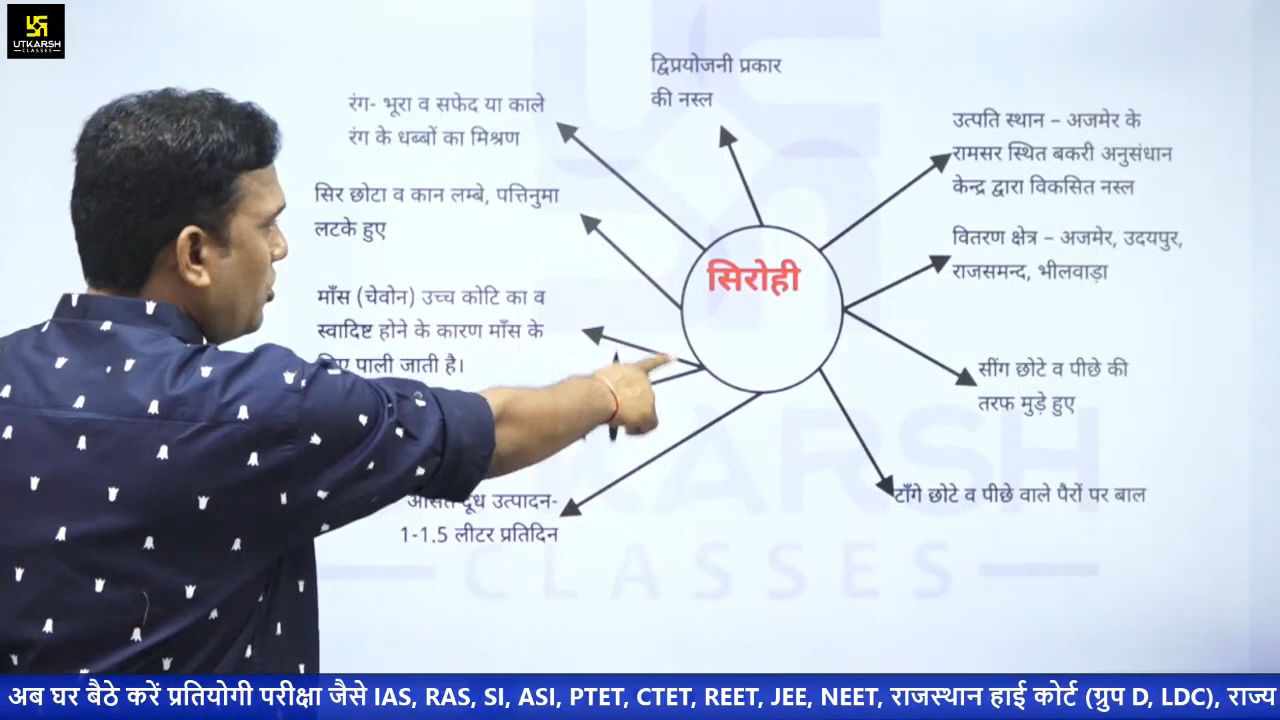 UTKARSH
CLASSES
द्विप्रयोजनी प्रकार
की नस्ल
रंग- भूरा व सफेद या काले
रंग के धब्बों का मिश्रण
सिर छोटा व कान लम्बे, पत्तिनुमा
लटके हुए
माँस (चेवोन) उच्च कोटि का व
स्वादिष्ट होने के कारण माँस के
लिए पाली जाती है।
औसत दूध उत्पादन-
1-1.5 लीटर प्रतिदिन
सिरोही
उत्पति स्थान – अजमेर के
रामसर स्थित बकरी अनुसंधान
केन्द्र द्वारा विकसित नस्ल
वितरण क्षेत्र – अजमेर, उदयपुर,
राजसमन्द, भीलवाड़ा
सींग छोटे व पीछे की
तरफ मुड़े हुए
टाँगे छोटे व पीछे वाले पैरों पर बाल
CLASSES
अब घर बैठे करें प्रतियोगी परीक्षा जैसे IAS, RAS, SI, ASI, PTET, CTET, REET, JEE, NEET, राजस्थान हाई कोर्ट (ग्रुप D, LDC), राज्य